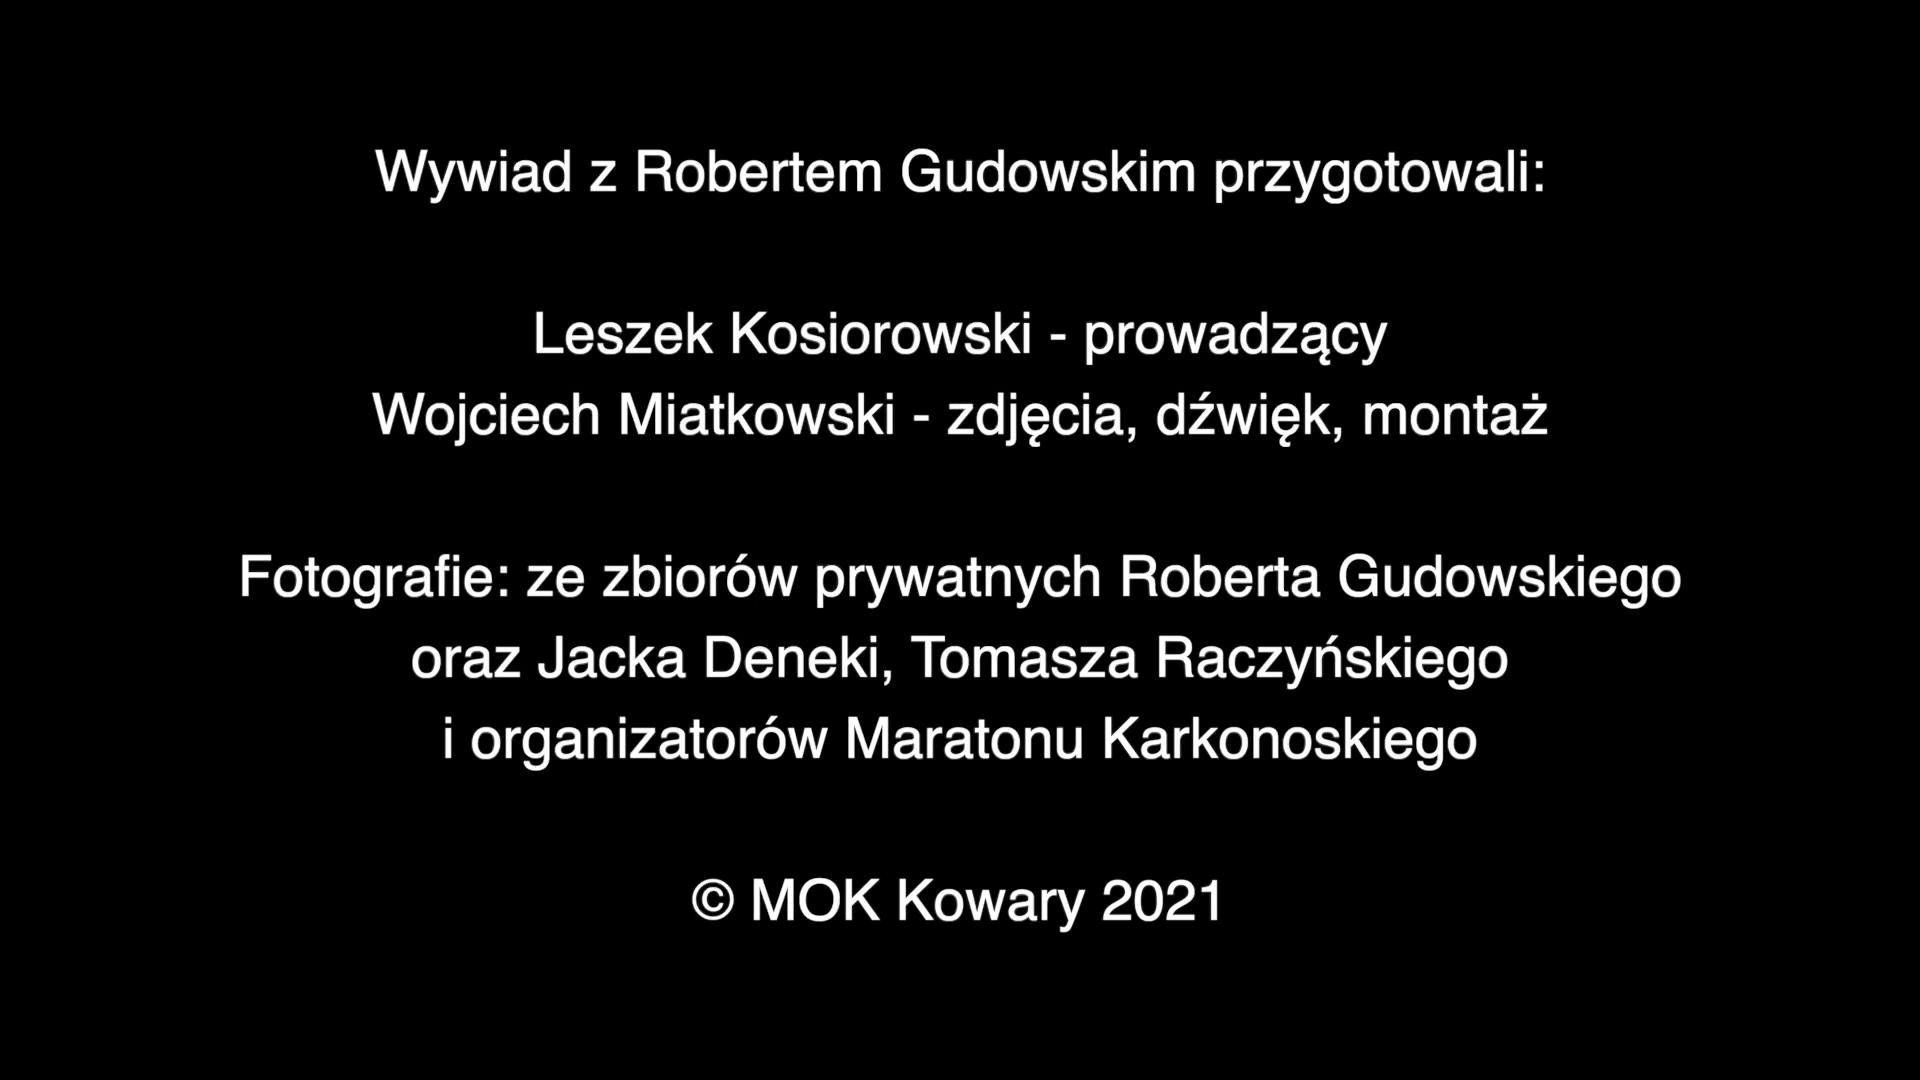 Wywiad z Robertem Gudowskim przygotowali:
Leszek Kosiorowski - prowadzący
Wojciech Miatkowski - zdjęcia, dźwięk, montaż
Fotografie: ze zbiorów prywatnych Roberta Gudowskiego
oraz Jacka Deneki, Tomasza Raczyńskiego
i organizatorów Maratonu Karkonoskiego
© MOK Kowary 2021